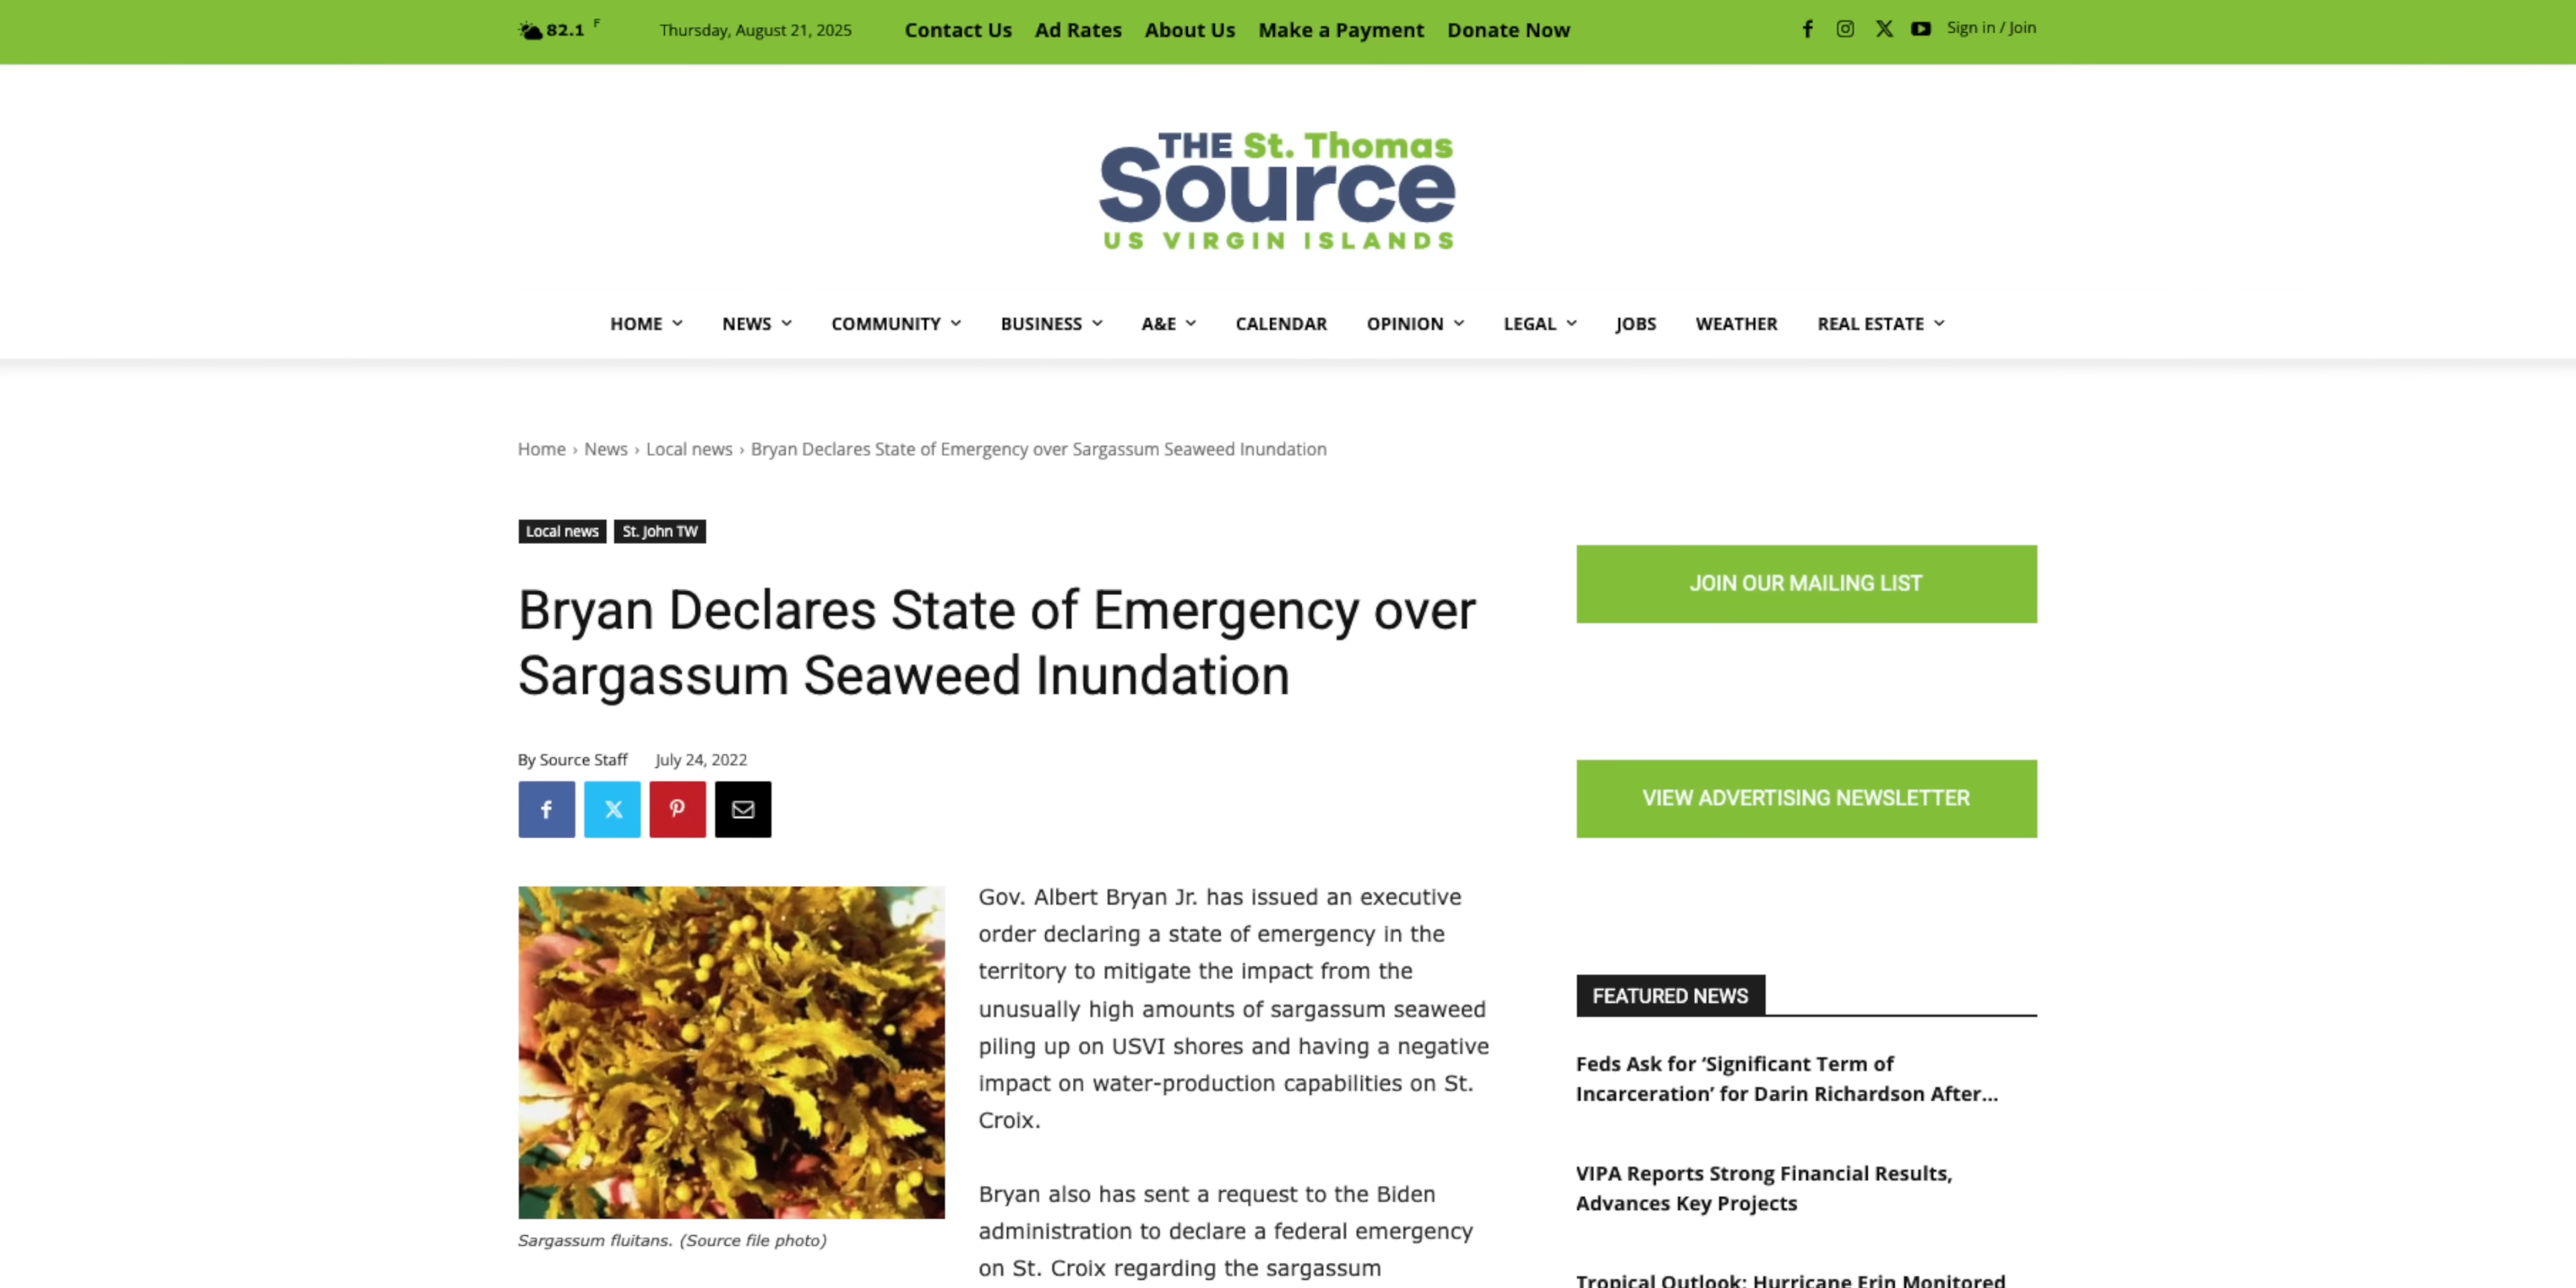 82.1 F Thursday, August 21, 2025 Contact Us Ad Rates About Us Make a Payment Donate Now Sign in / Join
THE St. Thomas
Source
US VIRGIN ISLANDS
HOME NEWS COMMUNITY BUSINESS A&E CALENDAR OPINION LEGAL JOBS WEATHER REAL ESTATE
Home › News › Local news › Bryan Declares State of Emergency over Sargassum Seaweed Inundation
Local news St. John TW
Bryan Declares State of Emergency over
Sargassum Seaweed Inundation
By Source Staff July 24, 2022
Gov. Albert Bryan Jr. has issued an executive
order declaring a state of emergency in the
territory to mitigate the impact from the
unusually high amounts of sargassum seaweed
piling up on USVI shores and having a negative
impact on water-production capabilities on St.
Croix.
Bryan also has sent a request to the Biden
administration to declare a federal emergency
on St. Croix regarding the sargassum
Sargassum fluitans. (Source file photo)
JOIN OUR MAILING LIST
VIEW ADVERTISING NEWSLETTER
FEATURED NEWS
Feds Ask for ‘Significant Term of
Incarceration’ for Darin Richardson After...
VIPA Reports Strong Financial Results,
Advances Key Projects
Tropical Outlook: Hurricane Erin Monitored